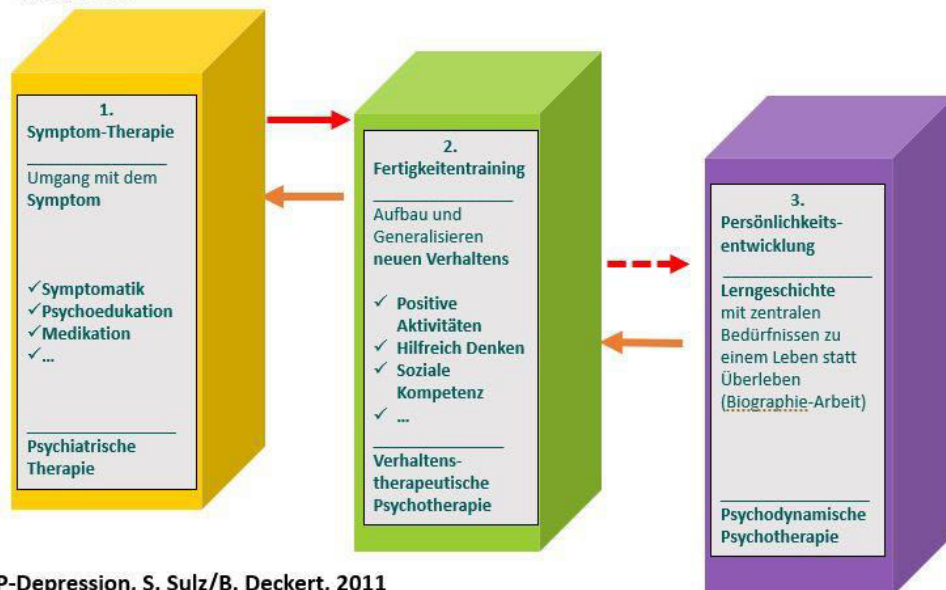 1.
Symptom-Therapie
Umgang mit dem
Symptom
✓Symptomatik
✓Psychoedukation
✓Medikation
✓...
Psychiatrische
Therapie
2.
Fertigkeitentraining
Aufbau und
Generalisieren
neuen Verhaltens
✓ Positive
Aktivitäten
✓ Hilfreich Denken
✓ Soziale
Kompetenz
✓ ...
Verhaltens-
therapeutische
Psychotherapie
3.
Persönlichkeits-
entwicklung
Lerngeschichte
mit zentralen
Bedürfnissen zu
einem Leben statt
Überleben
(Biographie-Arbeit)
Psychodynamische
Psychotherapie
P-Depression, S. Sulz/B. Deckert, 2011